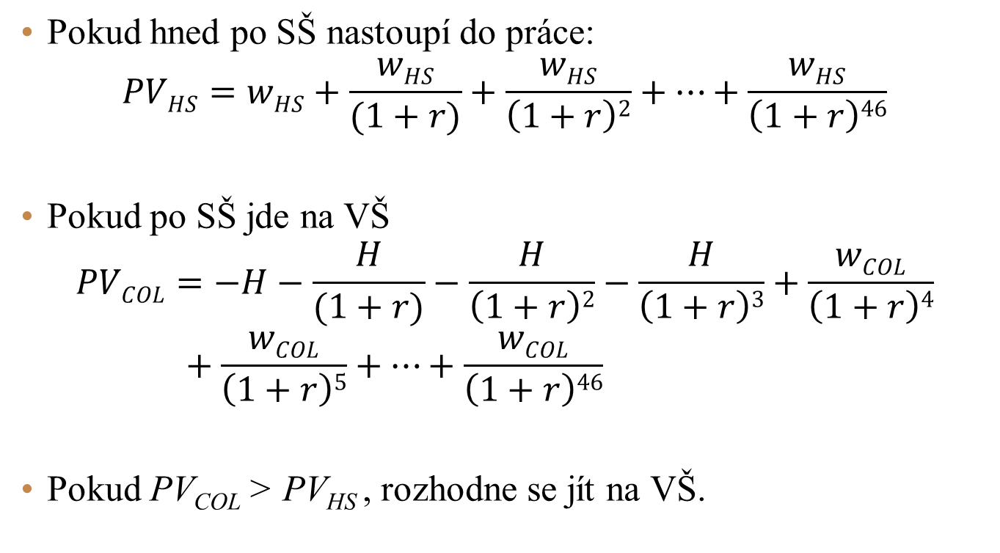 • Pokud hned po SŠ nastoupí do práce:
$PV_{HS} = w_{HS} + \frac{w_{HS}}{(1+r)} + \frac{w_{HS}}{(1+r)^2} + \cdots + \frac{w_{HS}}{(1+r)^{46}}$
• Pokud po SŠ jde na VŠ
$PV_{COL} = -H - \frac{H}{(1+r)} - \frac{H}{(1+r)^2} - \frac{H}{(1+r)^3} + \frac{w_{COL}}{(1+r)^4}$
$+ \frac{w_{COL}}{(1+r)^5} + \cdots + \frac{w_{COL}}{(1+r)^{46}}$
• Pokud $PV_{COL} > PV_{HS}$, rozhodne se jít na VŠ.